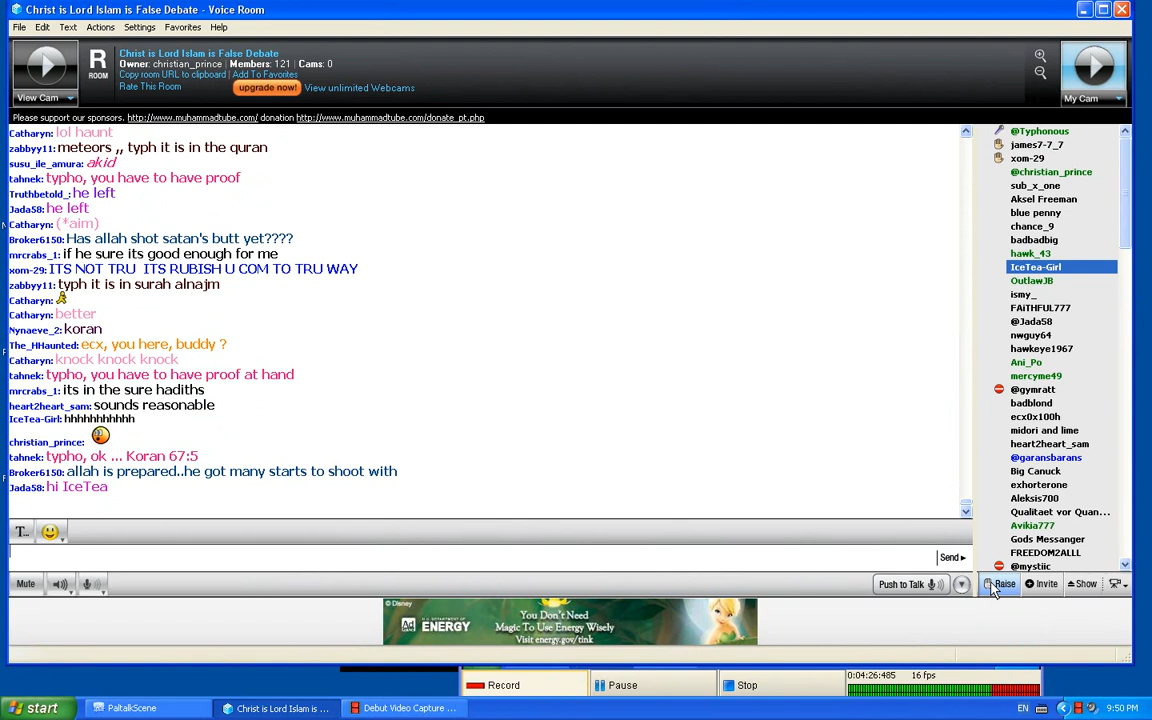 Christ is Lord Islam is False Debate - Voice Room
File Edit Text Actions Settings Favorites Help
View Cam
R
ROOM
Christ is Lord Islam is False Debate
Owner: christian_prince | Members: 121 | Cams: 0
Copy room URL to clipboard | Add To Favorites
Rate This Room upgrade now! View unlimited Webcams
My Cam
Please support our sponsors. http://www.muhammadtube.com/ donation http://www.muhammadtube.com/donate_pt.php
Catharyn: lol haunt
zabbyy11: meteors ,, typh it is in the quran
susu_ile_amura: akid
tahnek: typho, you have to have proof
Truthbetold_: he left
Jada58: he left
Catharyn: (*aim)
Broker6150: Has allah shot satan's butt yet????
mrcrabs_1: if he sure its good enough for me
xom-29: ITS NOT TRU ITS RUBISH U COM TO TRU WAY
zabbyy11: typh it is in surah alnajm
Catharyn:
Catharyn: better
Nynaeve_2: koran
The_HHaunted: ecx, you here, buddy ?
Catharyn: knock knock knock
tahnek: typho, you have to have proof at hand
mrcrabs_1: its in the sure hadiths
heart2heart_sam: sounds reasonable
IceTea-Girl: hhhhhhhhhhh
christian_prince:
tahnek: typho, ok ... Koran 67:5
Broker6150: allah is prepared..he got many starts to shoot with
Jada58: hi IceTea
@Typhonous
james7-7_7
xom-29
@christian_prince
sub_x_one
Aksel Freeman
blue penny
chance_9
badbadbig
hawk_43
IceTea-Girl
OutlawJB
ismy_
FAiTHFUL777
@Jada58
nwguy64
hawkeye1967
Ani_Po
mercyme49
@gymratt
badblond
ecx0x100h
midori and lime
heart2heart_sam
@garansbarans
Big Canuck
exhorterone
Aleksis700
Qualitaet vor Quan...
Avikia777
Gods Messanger
FREEDOM2ALLL
@mystiic
T...
Send
Mute Push to Talk Raise Invite Show
© Disney
Ad
U.S. DEPARTMENT OF
ENERGY
You Don't Need
Magic To Use Energy Wisely
Visit energy.gov/tink
Record Pause Stop 0:04:26:485 16 fps
start PaltalkScene Christ is Lord Islam is ... Debut Video Capture ... EN 9:50 PM